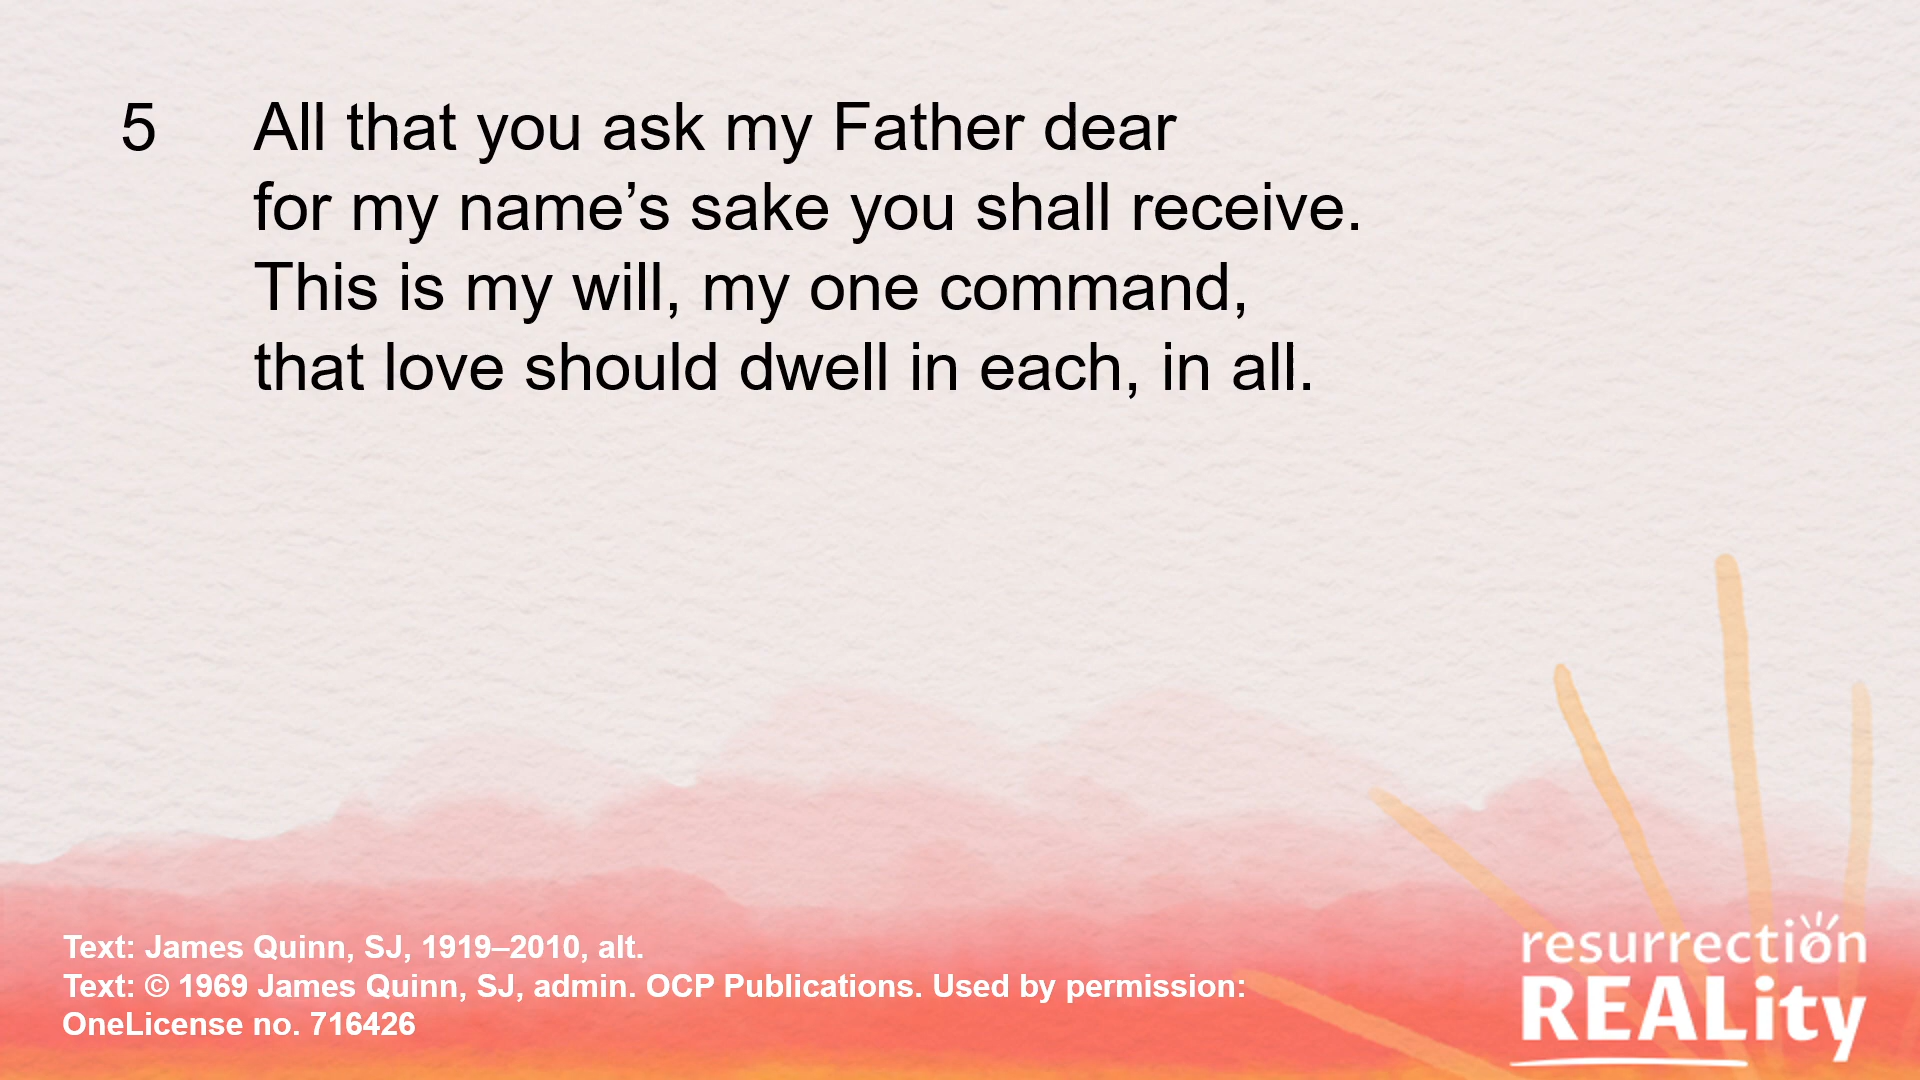 5 All that you ask my Father dear
for my name’s sake you shall receive.
This is my will, my one command,
that love should dwell in each, in all.
Text: James Quinn, SJ, 1919–2010, alt.
Text: © 1969 James Quinn, SJ, admin. OCP Publications. Used by permission:
OneLicense no. 716426
resurrection
REALity